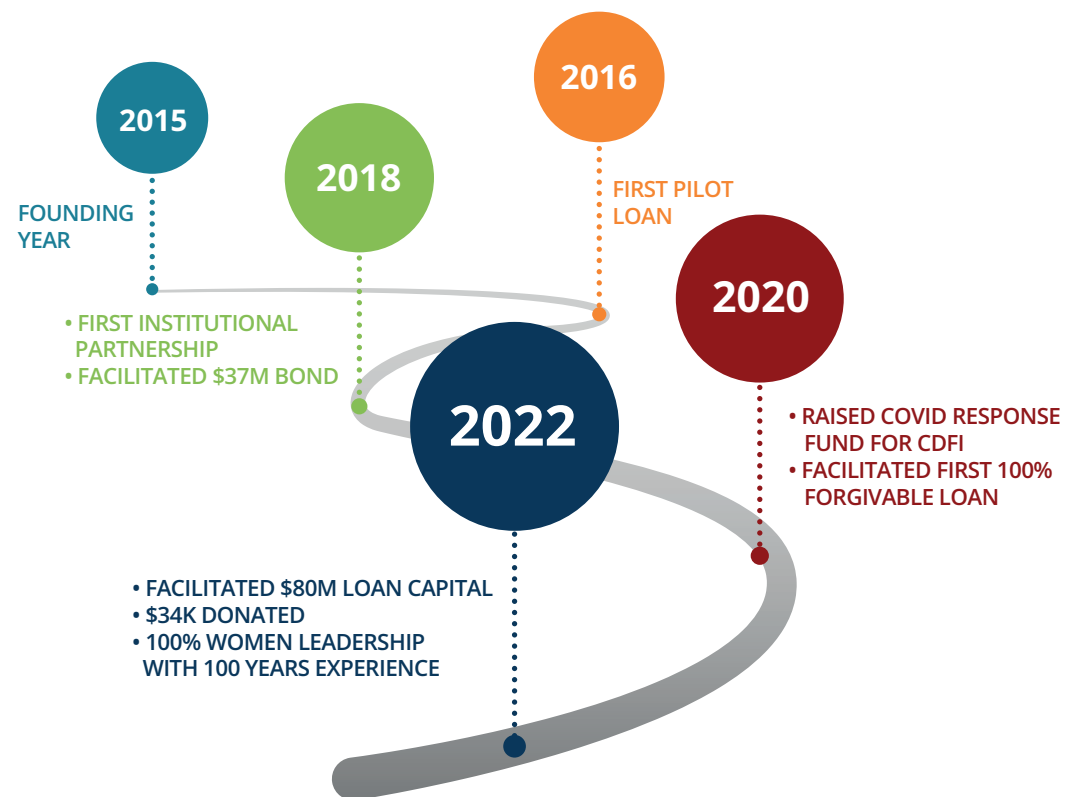 2015
FOUNDING
YEAR
2016
FIRST PILOT
LOAN
2018
• FIRST INSTITUTIONAL
PARTNERSHIP
• FACILITATED $37M BOND
2020
• RAISED COVID RESPONSE
FUND FOR CDFI
• FACILITATED FIRST 100%
FORGIVABLE LOAN
2022
• FACILITATED $80M LOAN CAPITAL
• $34K DONATED
• 100% WOMEN LEADERSHIP
WITH 100 YEARS EXPERIENCE